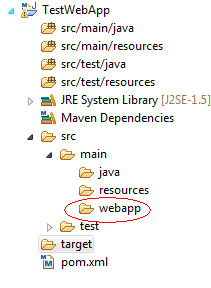 TestWebApp
src/main/java
src/main/resources
src/test/java
src/test/resources
JRE System Library [J2SE-1.5]
Maven Dependencies
src
main
java
resources
webapp
test
target
pom.xml